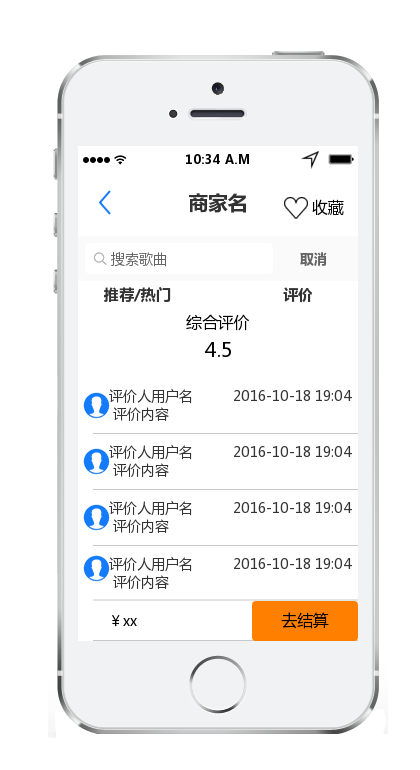 10:34 A.M
商家名
收藏
搜索歌曲
取消
推荐/热门
评价
综合评价
4.5
评价人用户名 2016-10-18 19:04
评价内容
评价人用户名 2016-10-18 19:04
评价内容
评价人用户名 2016-10-18 19:04
评价内容
评价人用户名 2016-10-18 19:04
评价内容
¥ xx
去结算